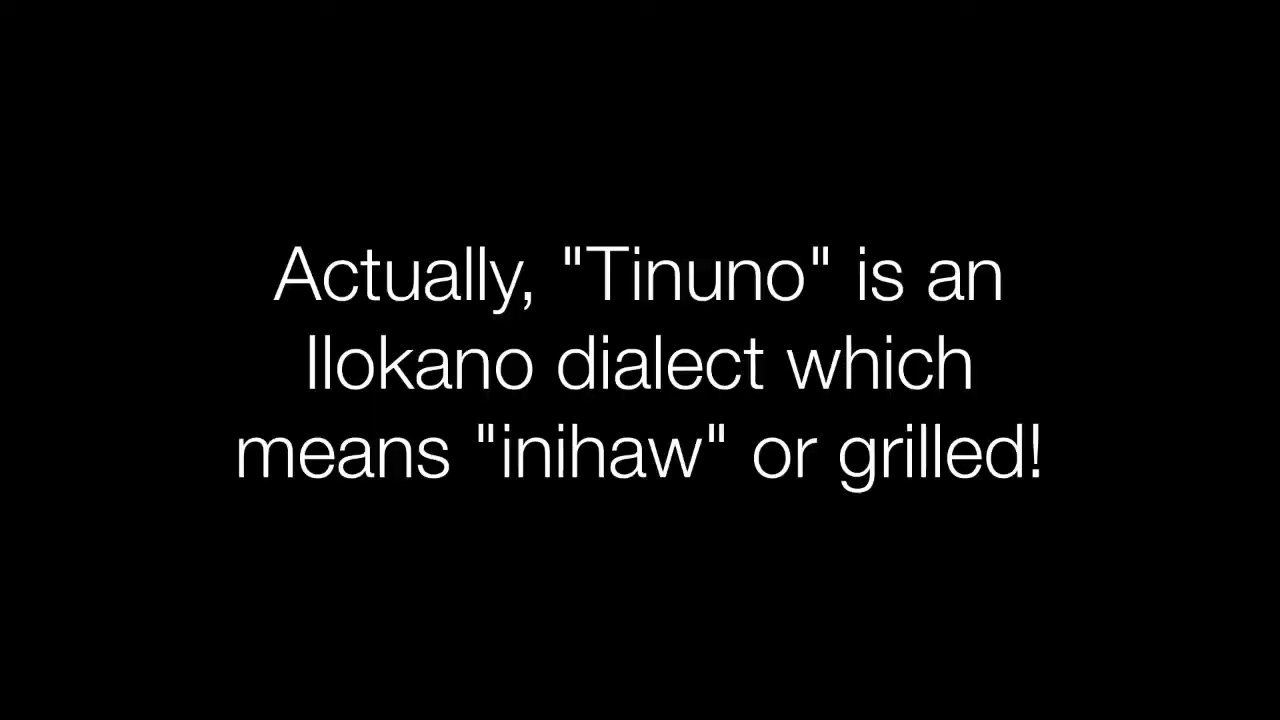 Actually, "Tinuno" is an
Ilokano dialect which
means "inihaw" or grilled!